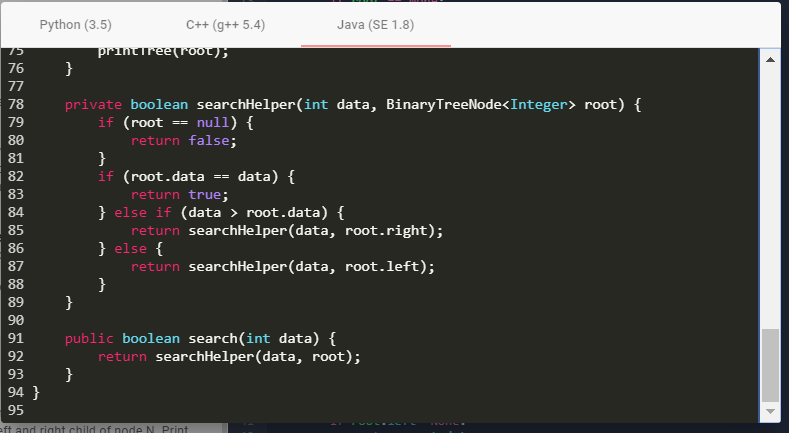 Python (3.5) C++ (g++ 5.4) Java (SE 1.8)
75         printTree(root);
76     }
77
78     private boolean searchHelper(int data, BinaryTreeNode<Integer> root) {
79         if (root == null) {
80             return false;
81         }
82         if (root.data == data) {
83             return true;
84         } else if (data > root.data) {
85             return searchHelper(data, root.right);
86         } else {
87             return searchHelper(data, root.left);
88         }
89     }
90
91     public boolean search(int data) {
92         return searchHelper(data, root);
93     }
94 }
95
eft and right child of node N. Print